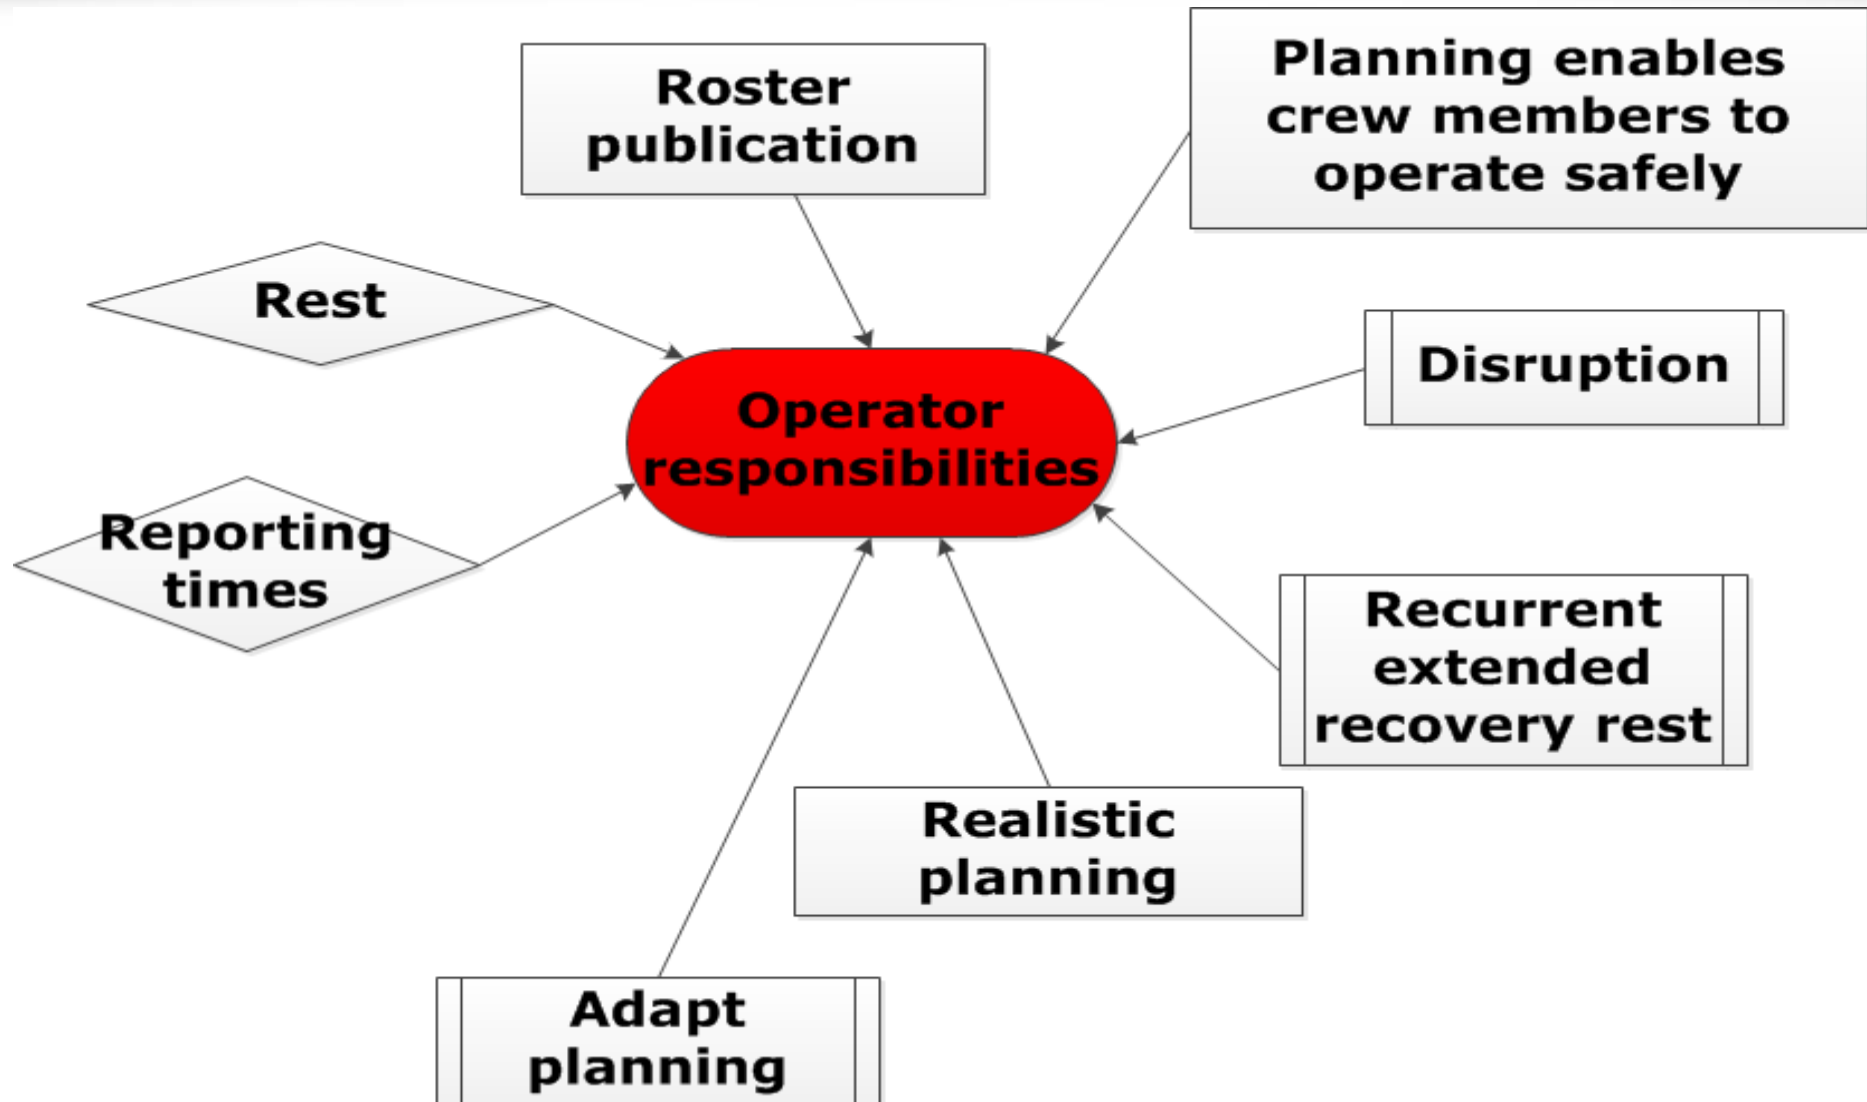 Roster
publication
Planning enables
crew members to
operate safely
Rest
Disruption
Operator
responsibilities
Reporting
times
Recurrent
extended
recovery rest
Realistic
planning
Adapt
planning